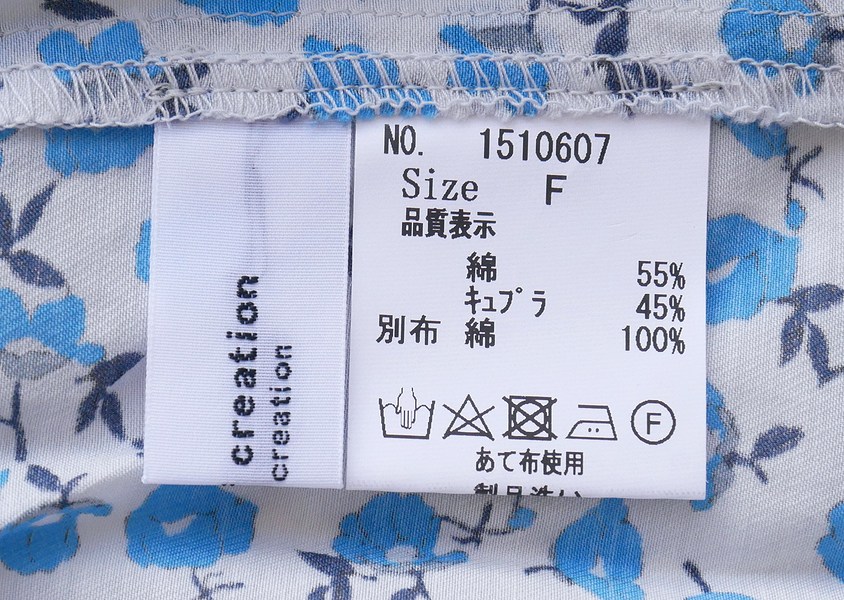 NO. 1510607
Size F
品質表示
綿 55%
ｷｭﾌﾟﾗ 45%
別布 綿 100%
F
あて布使用
creation
creation